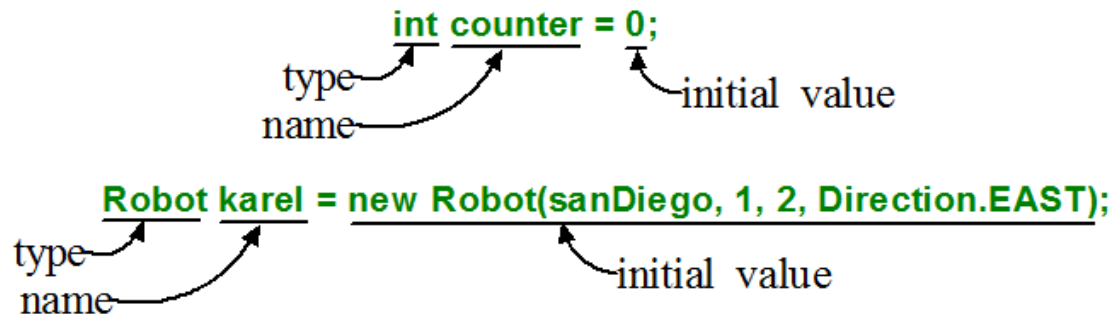 int counter = 0;
type
initial value
name
Robot karel = new Robot(sanDiego, 1, 2, Direction.EAST);
type
initial value
name